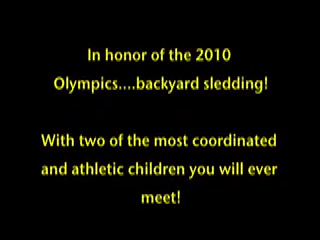 In honor of the 2010
Olympics....backyard sledding!
With two of the most coordinated
and athletic children you will ever
meet!